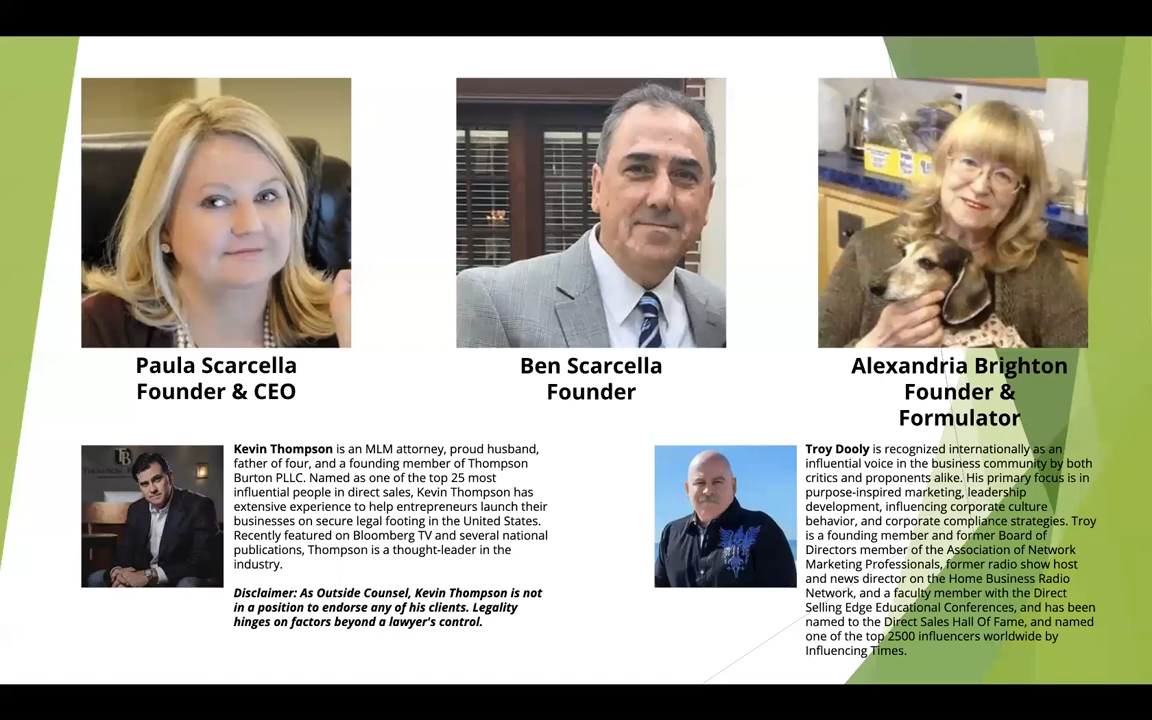 Paula Scarcella
Founder & CEO
Ben Scarcella
Founder
Alexandria Brighton
Founder &
Formulator
Kevin Thompson is an MLM attorney, proud husband,
father of four, and a founding member of Thompson
Burton PLLC. Named as one of the top 25 most
influential people in direct sales, Kevin Thompson has
extensive experience to help entrepreneurs launch their
businesses on secure legal footing in the United States.
Recently featured on Bloomberg TV and several national
publications, Thompson is a thought-leader in the
industry.
Disclaimer: As Outside Counsel, Kevin Thompson is not
in a position to endorse any of his clients. Legality
hinges on factors beyond a lawyer's control.
Troy Dooly is recognized internationally as an
influential voice in the business community by both
critics and proponents alike. His primary focus is in
purpose-inspired marketing, leadership
development, influencing corporate culture
behavior, and corporate compliance strategies. Troy
is a founding member and former Board of
Directors member of the Association of Network
Marketing Professionals, former radio show host
and news director on the Home Business Radio
Network, and a faculty member with the Direct
Selling Edge Educational Conferences, and has been
named to the Direct Sales Hall Of Fame, and named
one of the top 2500 influencers worldwide by
Influencing Times.